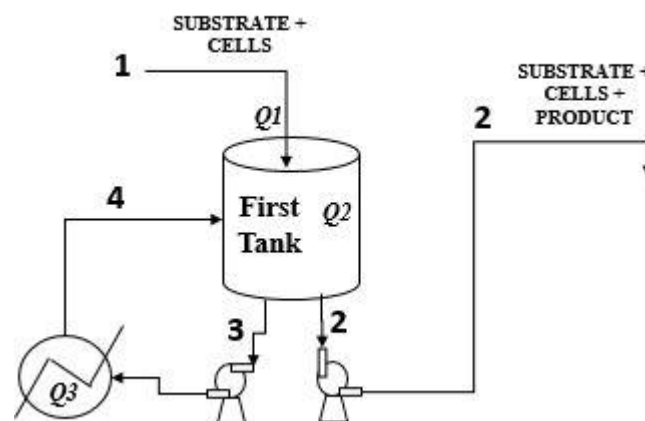 SUBSTRATE +
CELLS
1
Q1
SUBSTRATE +
CELLS +
PRODUCT
2
4
First
Tank
Q2
3
2
Q3